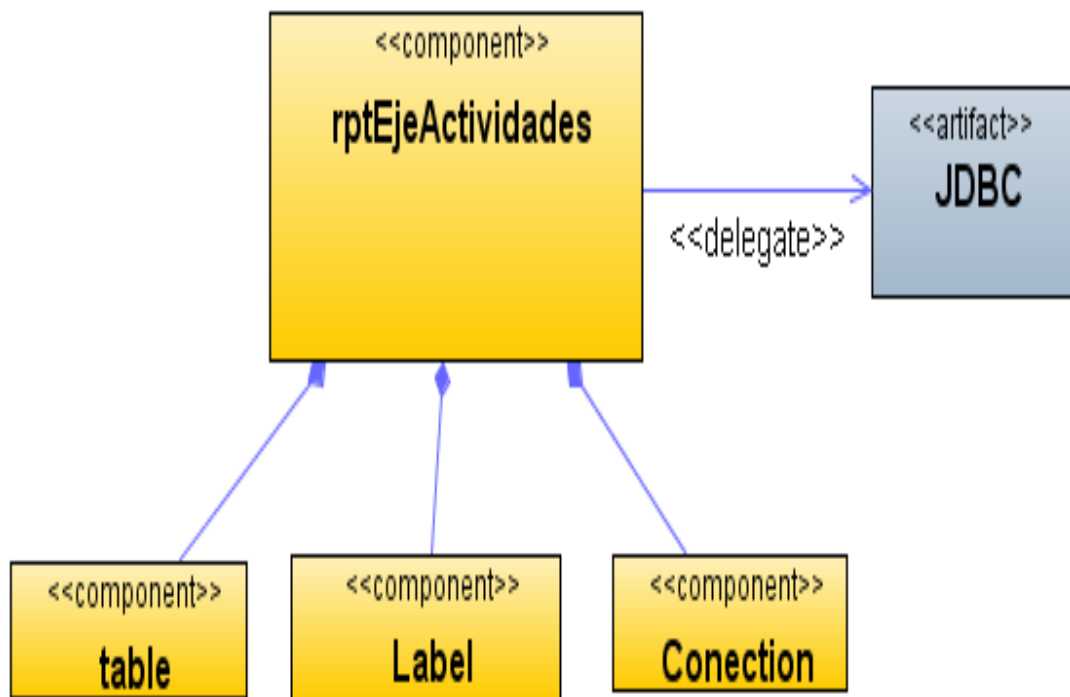 <<component>>
rptEjeActividades
<<artifact>>
JDBC
<<delegate>>
<<component>>
table
<<component>>
Label
<<component>>
Conection